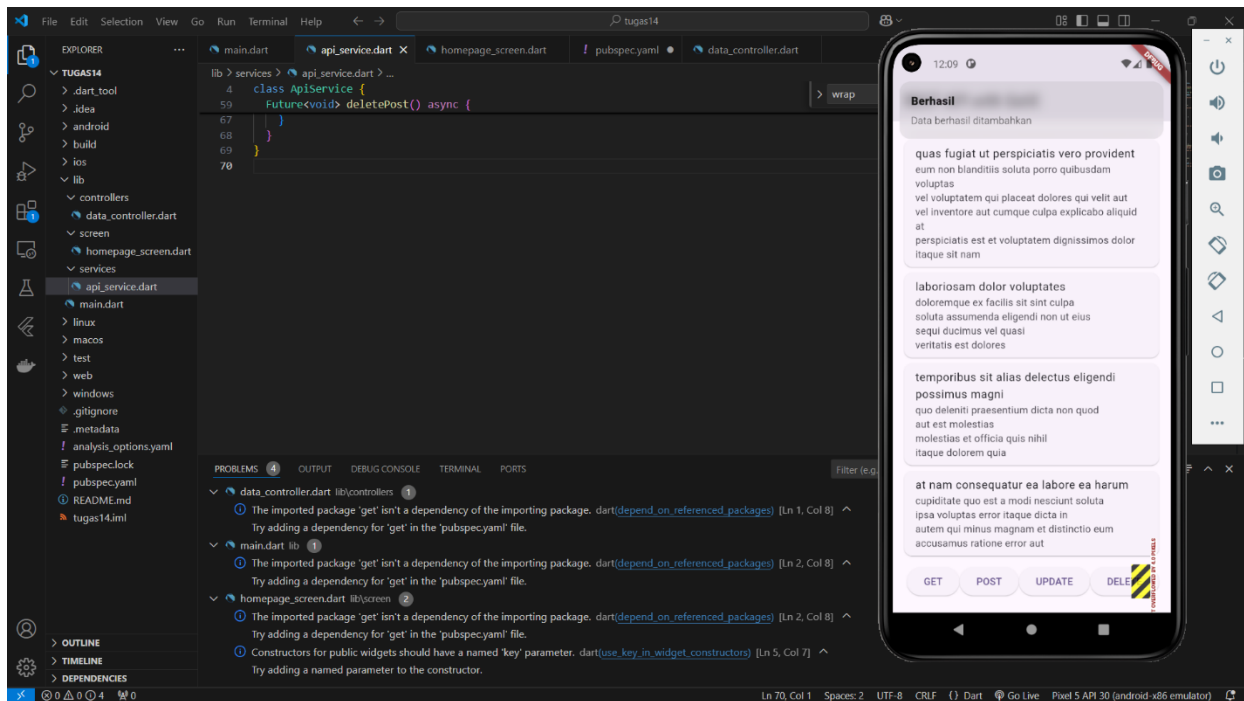 File Edit Selection View Go Run Terminal Help
tugas14
EXPLORER
TUGAS14
.dart_tool
.idea
android
build
ios
lib
controllers
data_controller.dart
screen
homepage_screen.dart
services
api_service.dart
main.dart
linux
macos
test
web
windows
.gitignore
.metadata
analysis_options.yaml
pubspec.lock
pubspec.yaml
README.md
tugas14.iml
OUTLINE
TIMELINE
DEPENDENCIES
main.dart api_service.dart homepage_screen.dart pubspec.yaml data_controller.dart
lib > services > api_service.dart > ...
4 class ApiService {
59 Future<void> deletePost() async {
67 }
68 }
69 }
70
wrap
PROBLEMS 4 OUTPUT DEBUG CONSOLE TERMINAL PORTS
Filter (e.g.
data_controller.dart lib\controllers 1
The imported package 'get' isn't a dependency of the importing package. dart(depend_on_referenced_packages) [Ln 1, Col 8]
Try adding a dependency for 'get' in the 'pubspec.yaml' file.
main.dart lib 1
The imported package 'get' isn't a dependency of the importing package. dart(depend_on_referenced_packages) [Ln 2, Col 8]
Try adding a dependency for 'get' in the 'pubspec.yaml' file.
homepage_screen.dart lib\screen 2
The imported package 'get' isn't a dependency of the importing package. dart(depend_on_referenced_packages) [Ln 2, Col 8]
Try adding a dependency for 'get' in the 'pubspec.yaml' file.
Constructors for public widgets should have a named 'key' parameter. dart(use_key_in_widget_constructors) [Ln 5, Col 7]
Try adding a named parameter to the constructor.
12:09
DEBUG
Berhasil
Data berhasil ditambahkan
quas fugiat ut perspiciatis vero provident
eum non blanditiis soluta porro quibusdam
voluptas
vel voluptatem qui placeat dolores qui velit aut
vel inventore aut cumque culpa explicabo aliquid
at
perspiciatis est et voluptatem dignissimos dolor
itaque sit nam
laboriosam dolor voluptates
doloremque ex facilis sit sint culpa
soluta assumenda eligendi non ut eius
sequi ducimus vel quasi
veritatis est dolores
temporibus sit alias delectus eligendi
possimus magni
quo deleniti praesentium dicta non quod
aut est molestias
molestias et officia quis nihil
itaque dolorem quia
at nam consequatur ea labore ea harum
cupiditate quo est a modi nesciunt soluta
ipsa voluptas error itaque dicta in
autem qui minus magnam et distinctio eum
accusamus ratione error aut
GET POST UPDATE DELE
0 0 4 0
Ln 70, Col 1 Spaces: 2 UTF-8 CRLF {} Dart Go Live Pixel 5 API 30 (android-x86 emulator)